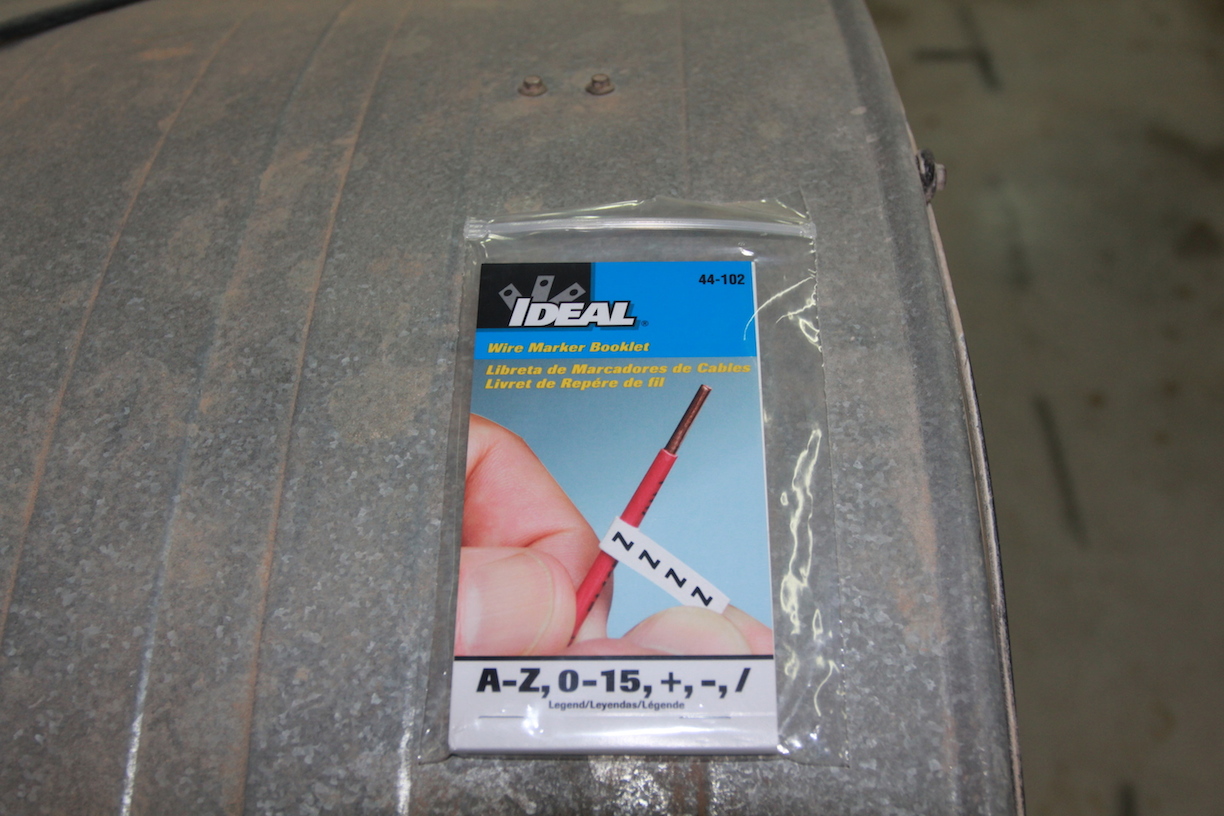 44-102
IDEAL®
Wire Marker Booklet
Libreta de Marcadores de Cables
Livret de Repére de fil
N N N N
A-Z, 0-15, +, -, /
Legend/Leyendas/Légende